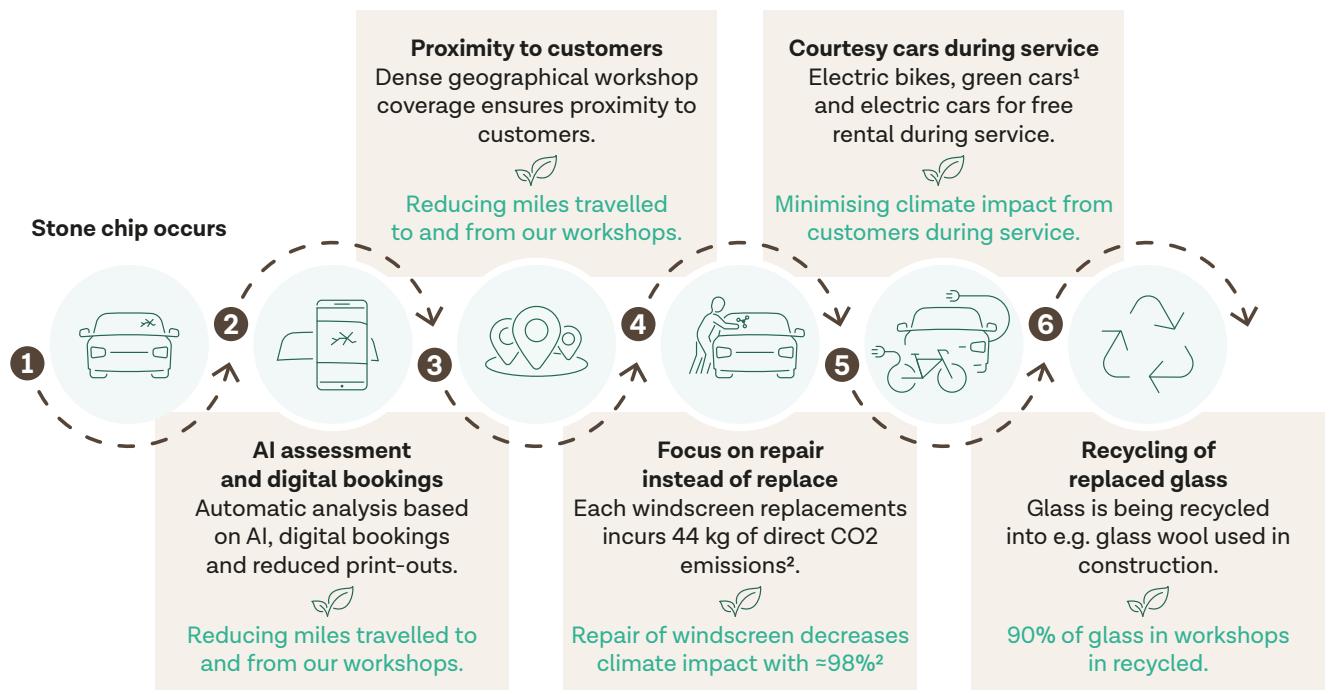 1
Stone chip occurs
2
AI assessment
and digital bookings
Automatic analysis based
on AI, digital bookings
and reduced print-outs.
Reducing miles travelled to
and from our workshops.
3
Proximity to customers
Dense geographical workshop
coverage ensures proximity to
customers.
Reducing miles travelled
to and from our workshops.
4
Focus on repair
instead of replace
Each windscreen replacements
incurs 44 kg of direct CO2
emissions².
Repair of windscreen decreases
climate impact with ≈98%²
5
Courtesy cars during service
Electric bikes, green cars¹
and electric cars for free
rental during service.
Minimising climate impact from
customers during service.
6
Recycling of
replaced glass
Glass is being recycled
into e.g. glass wool used in
construction.
90% of glass in workshops
in recycled.